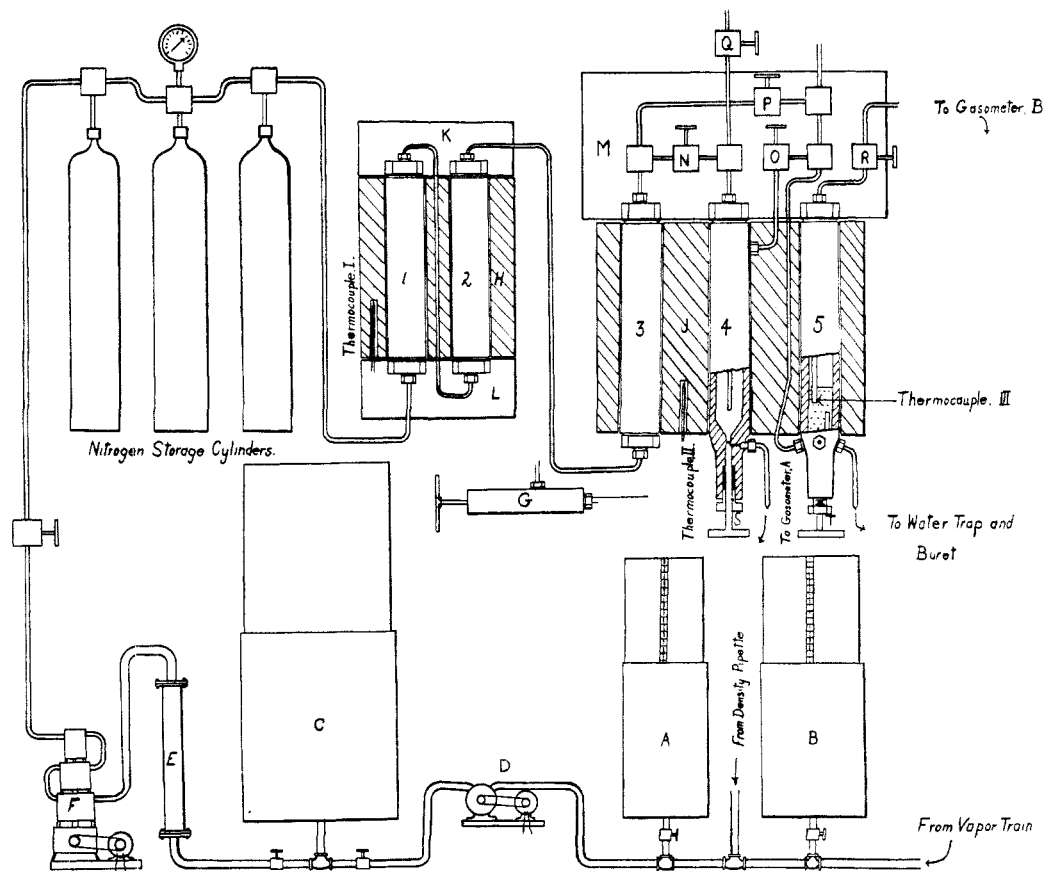 Q
P
To Gasometer, B
K
M
N
O
R
Thermocouple. I.
1
2
H
3
J
4
5
L
Thermocouple. III
Nitrogen Storage Cylinders.
G
Thermocouple II.
To Gasometer, A
S
To Water Trap and
Buret
From Density Pipette
C
A
B
E
D
F
From Vapor Train